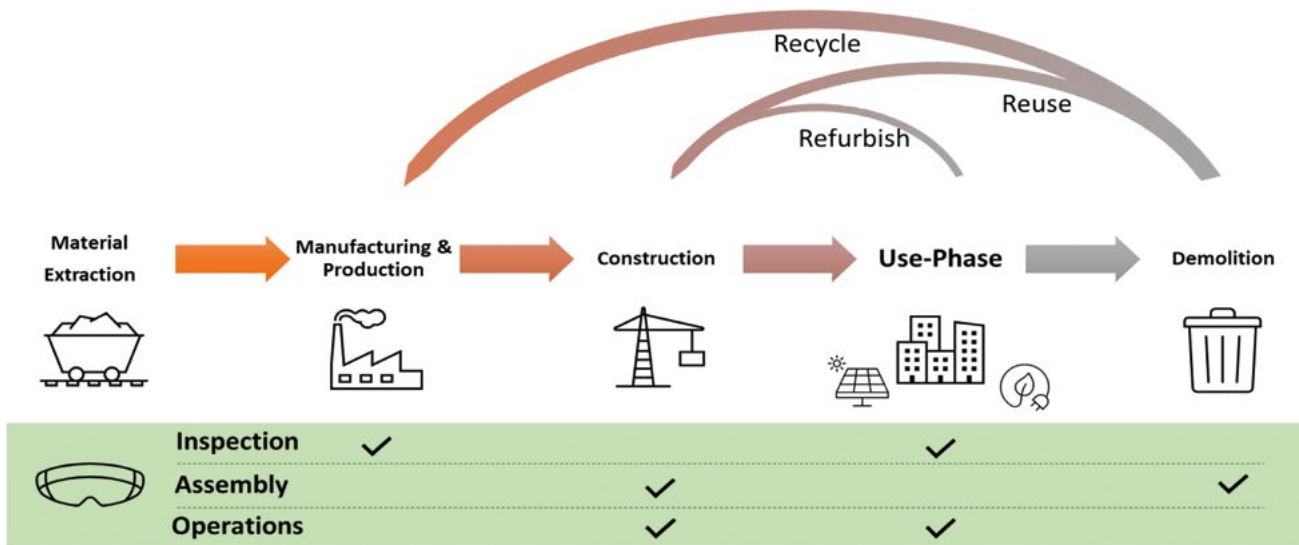 Recycle
Reuse
Refurbish
Material
Extraction
Manufacturing &
Production
Construction
Use-Phase
Demolition
Inspection
Assembly
Operations